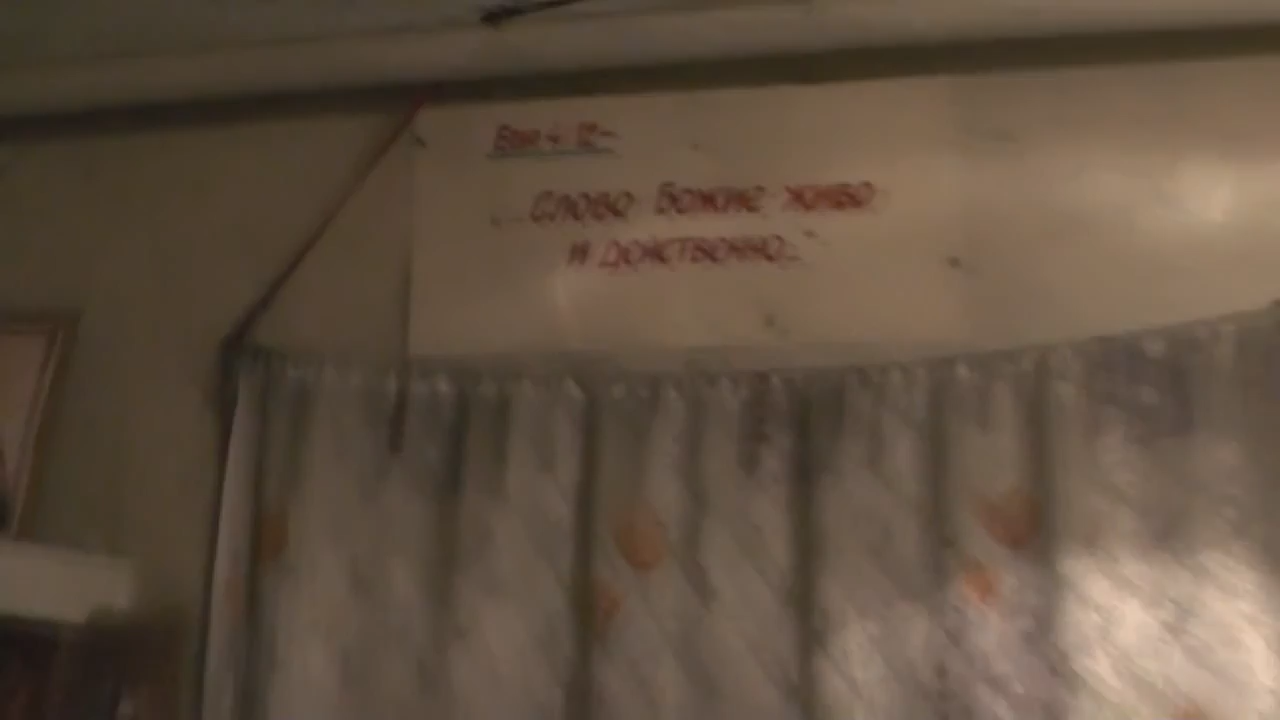 Евр. 4:12 –
„...Слово Божие живо
и действенно..."